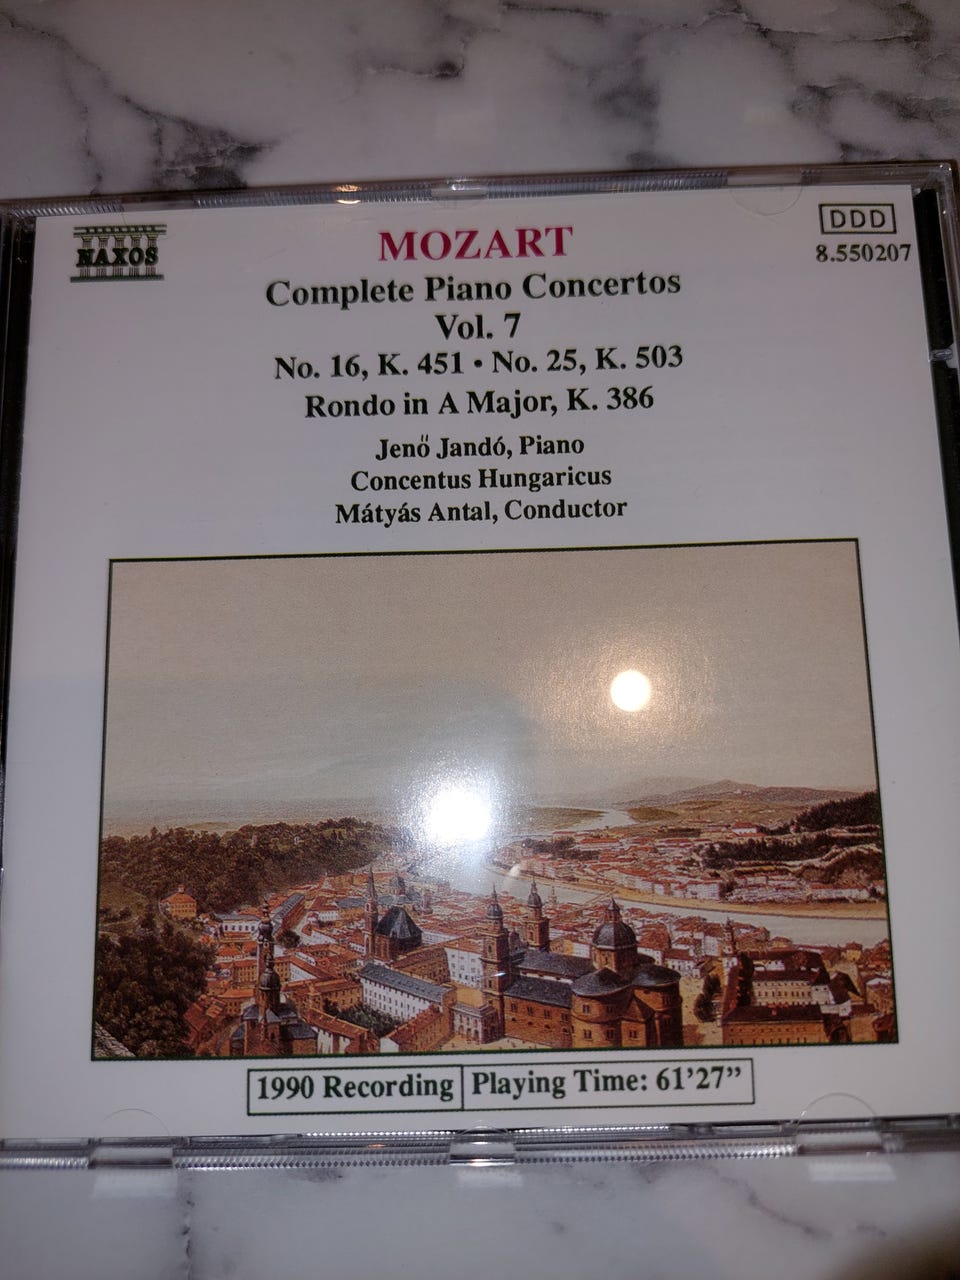 NAXOS
MOZART
DDD
8.550207
Complete Piano Concertos
Vol. 7
No. 16, K. 451 • No. 25, K. 503
Rondo in A Major, K. 386
Jenő Jandó, Piano
Concentus Hungaricus
Mátyás Antal, Conductor
1990 Recording Playing Time: 61’27”